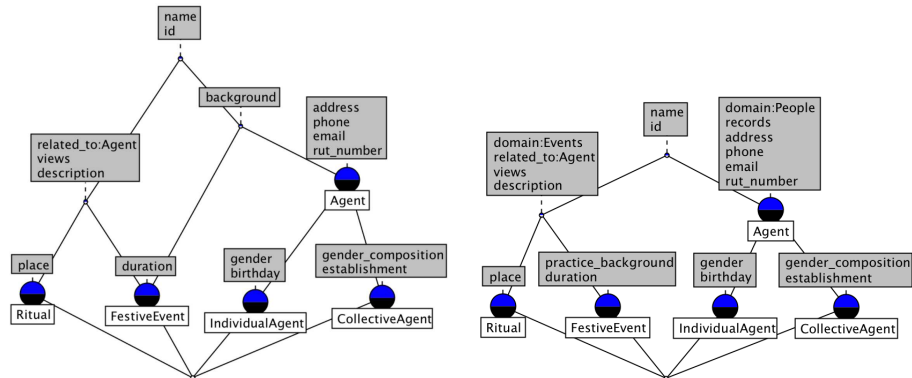 name
id
background
address
phone
email
rut_number
related_to:Agent
views
description
Agent
place
duration
gender
birthday
gender_composition
establishment
Ritual
FestiveEvent
IndividualAgent
CollectiveAgent
name
id
domain:People
records
address
phone
email
rut_number
domain:Events
related_to:Agent
views
description
Agent
place
practice_background
duration
gender
birthday
gender_composition
establishment
Ritual
FestiveEvent
IndividualAgent
CollectiveAgent